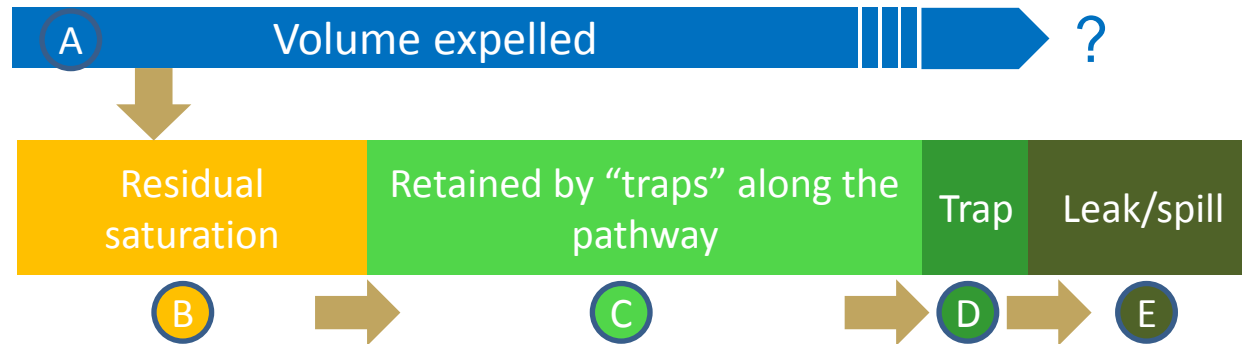 A Volume expelled ?
Residual
saturation
Retained by “traps” along the
pathway
Trap
Leak/spill
B
C
D
E